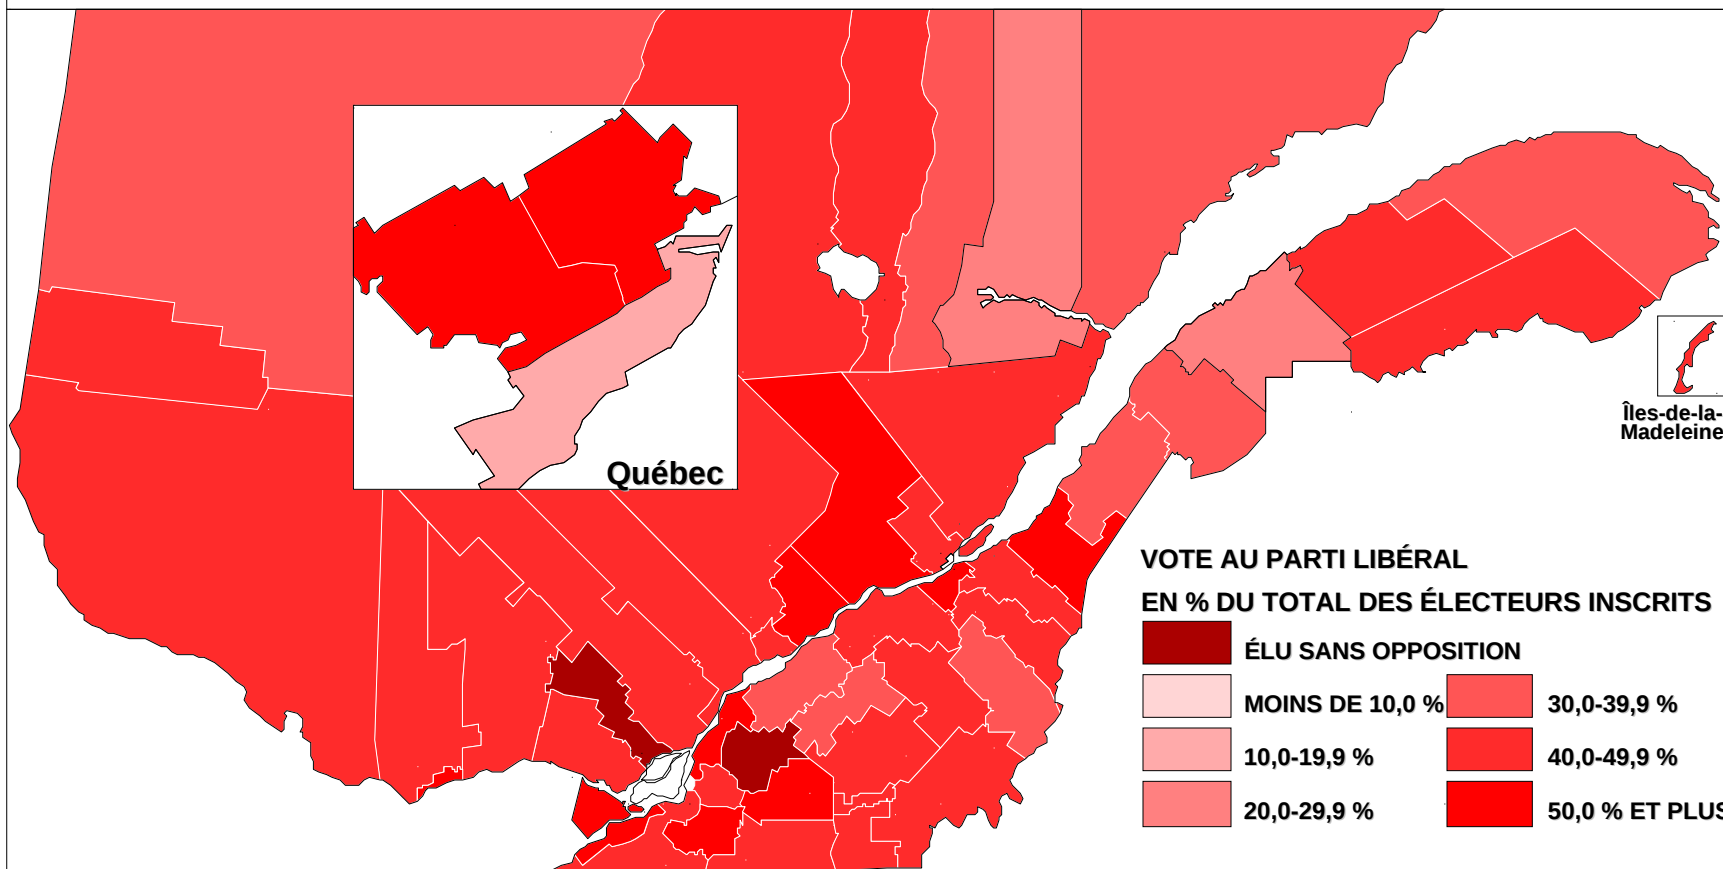 Québec
Îles-de-la-
Madeleine
VOTE AU PARTI LIBÉRAL
EN % DU TOTAL DES ÉLECTEURS INSCRITS
ÉLU SANS OPPOSITION
MOINS DE 10,0 %
30,0-39,9 %
10,0-19,9 %
40,0-49,9 %
20,0-29,9 %
50,0 % ET PLUS